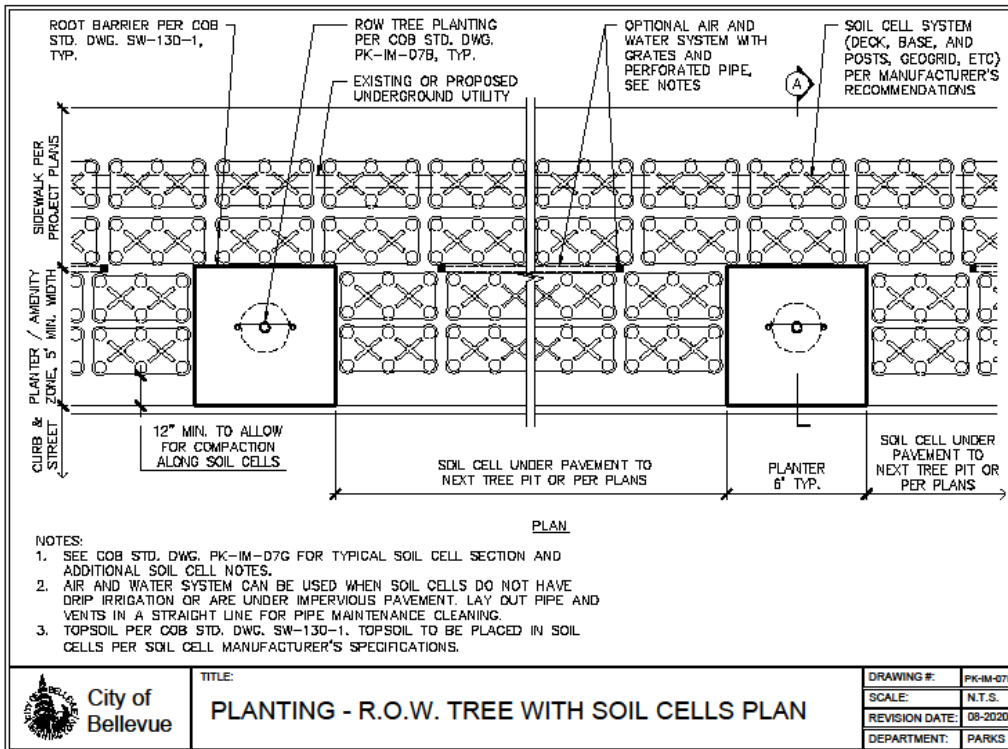 ROOT BARRIER PER COB
STD. DWG. SW-130-1,
TYP.
ROW TREE PLANTING
PER COB STD. DWG.
PK-IM-07B, TYP.
EXISTING OR PROPOSED
UNDERGROUND UTILITY
OPTIONAL AIR AND
WATER SYSTEM WITH
GRATES AND
PERFORATED PIPE,
SEE NOTES
SOIL CELL SYSTEM
(DECK, BASE, AND
POSTS, GEOGRID, ETC)
PER MANUFACTURER'S
RECOMMENDATIONS
A
SIDEWALK PER
PROJECT PLANS
PLANTER / AMENITY
ZONE, 5' MIN. WIDTH
CURB &
STREET
12" MIN. TO ALLOW
FOR COMPACTION
ALONG SOIL CELLS
SOIL CELL UNDER PAVEMENT TO
NEXT TREE PIT OR PER PLANS
PLANTER
6' TYP.
SOIL CELL UNDER
PAVEMENT TO
NEXT TREE PIT OR
PER PLANS
PLAN
NOTES:
1. SEE COB STD. DWG. PK-IM-07G FOR TYPICAL SOIL CELL SECTION AND
ADDITIONAL SOIL CELL NOTES.
2. AIR AND WATER SYSTEM CAN BE USED WHEN SOIL CELLS DO NOT HAVE
DRIP IRRIGATION OR ARE UNDER IMPERVIOUS PAVEMENT. LAY OUT PIPE AND
VENTS IN A STRAIGHT LINE FOR PIPE MAINTENANCE CLEANING.
3. TOPSOIL PER COB STD. DWG. SW-130-1. TOPSOIL TO BE PLACED IN SOIL
CELLS PER SOIL CELL MANUFACTURER'S SPECIFICATIONS.
City of
Bellevue
TITLE:
PLANTING - R.O.W. TREE WITH SOIL CELLS PLAN
DRAWING #:
SCALE: N.T.S.
REVISION DATE: 08-2020
DEPARTMENT: PARKS